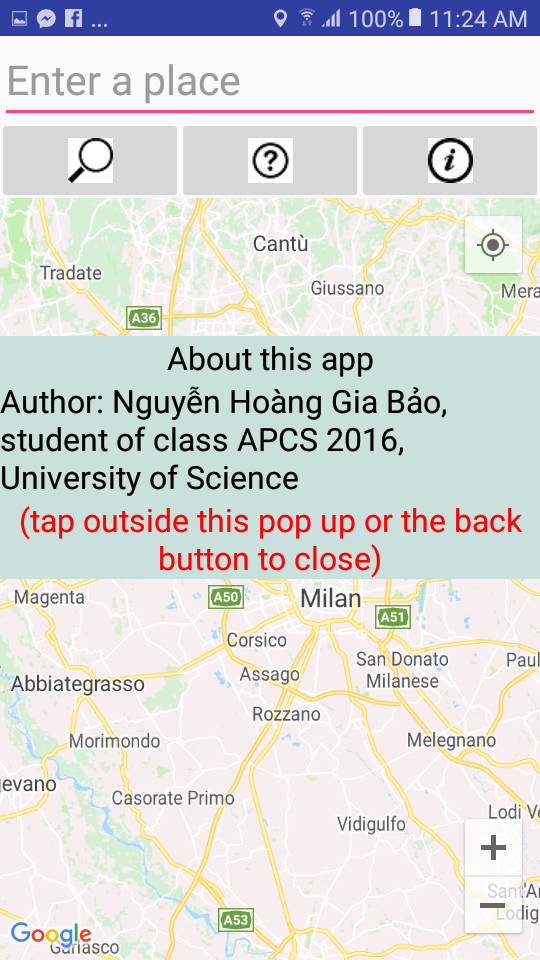 ... 100% 11:24 AM
Enter a place
Cantù
Tradate
Giussano
Mera
A36
About this app
Author: Nguyễn Hoàng Gia Bảo,
student of class APCS 2016,
University of Science
(tap outside this pop up or the back
button to close)
Magenta
A50
Milan
A51
Corsico
San Donato
Milanese
Paul
Assago
Abbiategrasso
Rozzano
Morimondo
Melegnano
evano
Casorate Primo
Lodi Ve
Vidigulfo
+
Sant'A
Lodig
−
A53
Google
Garlasco